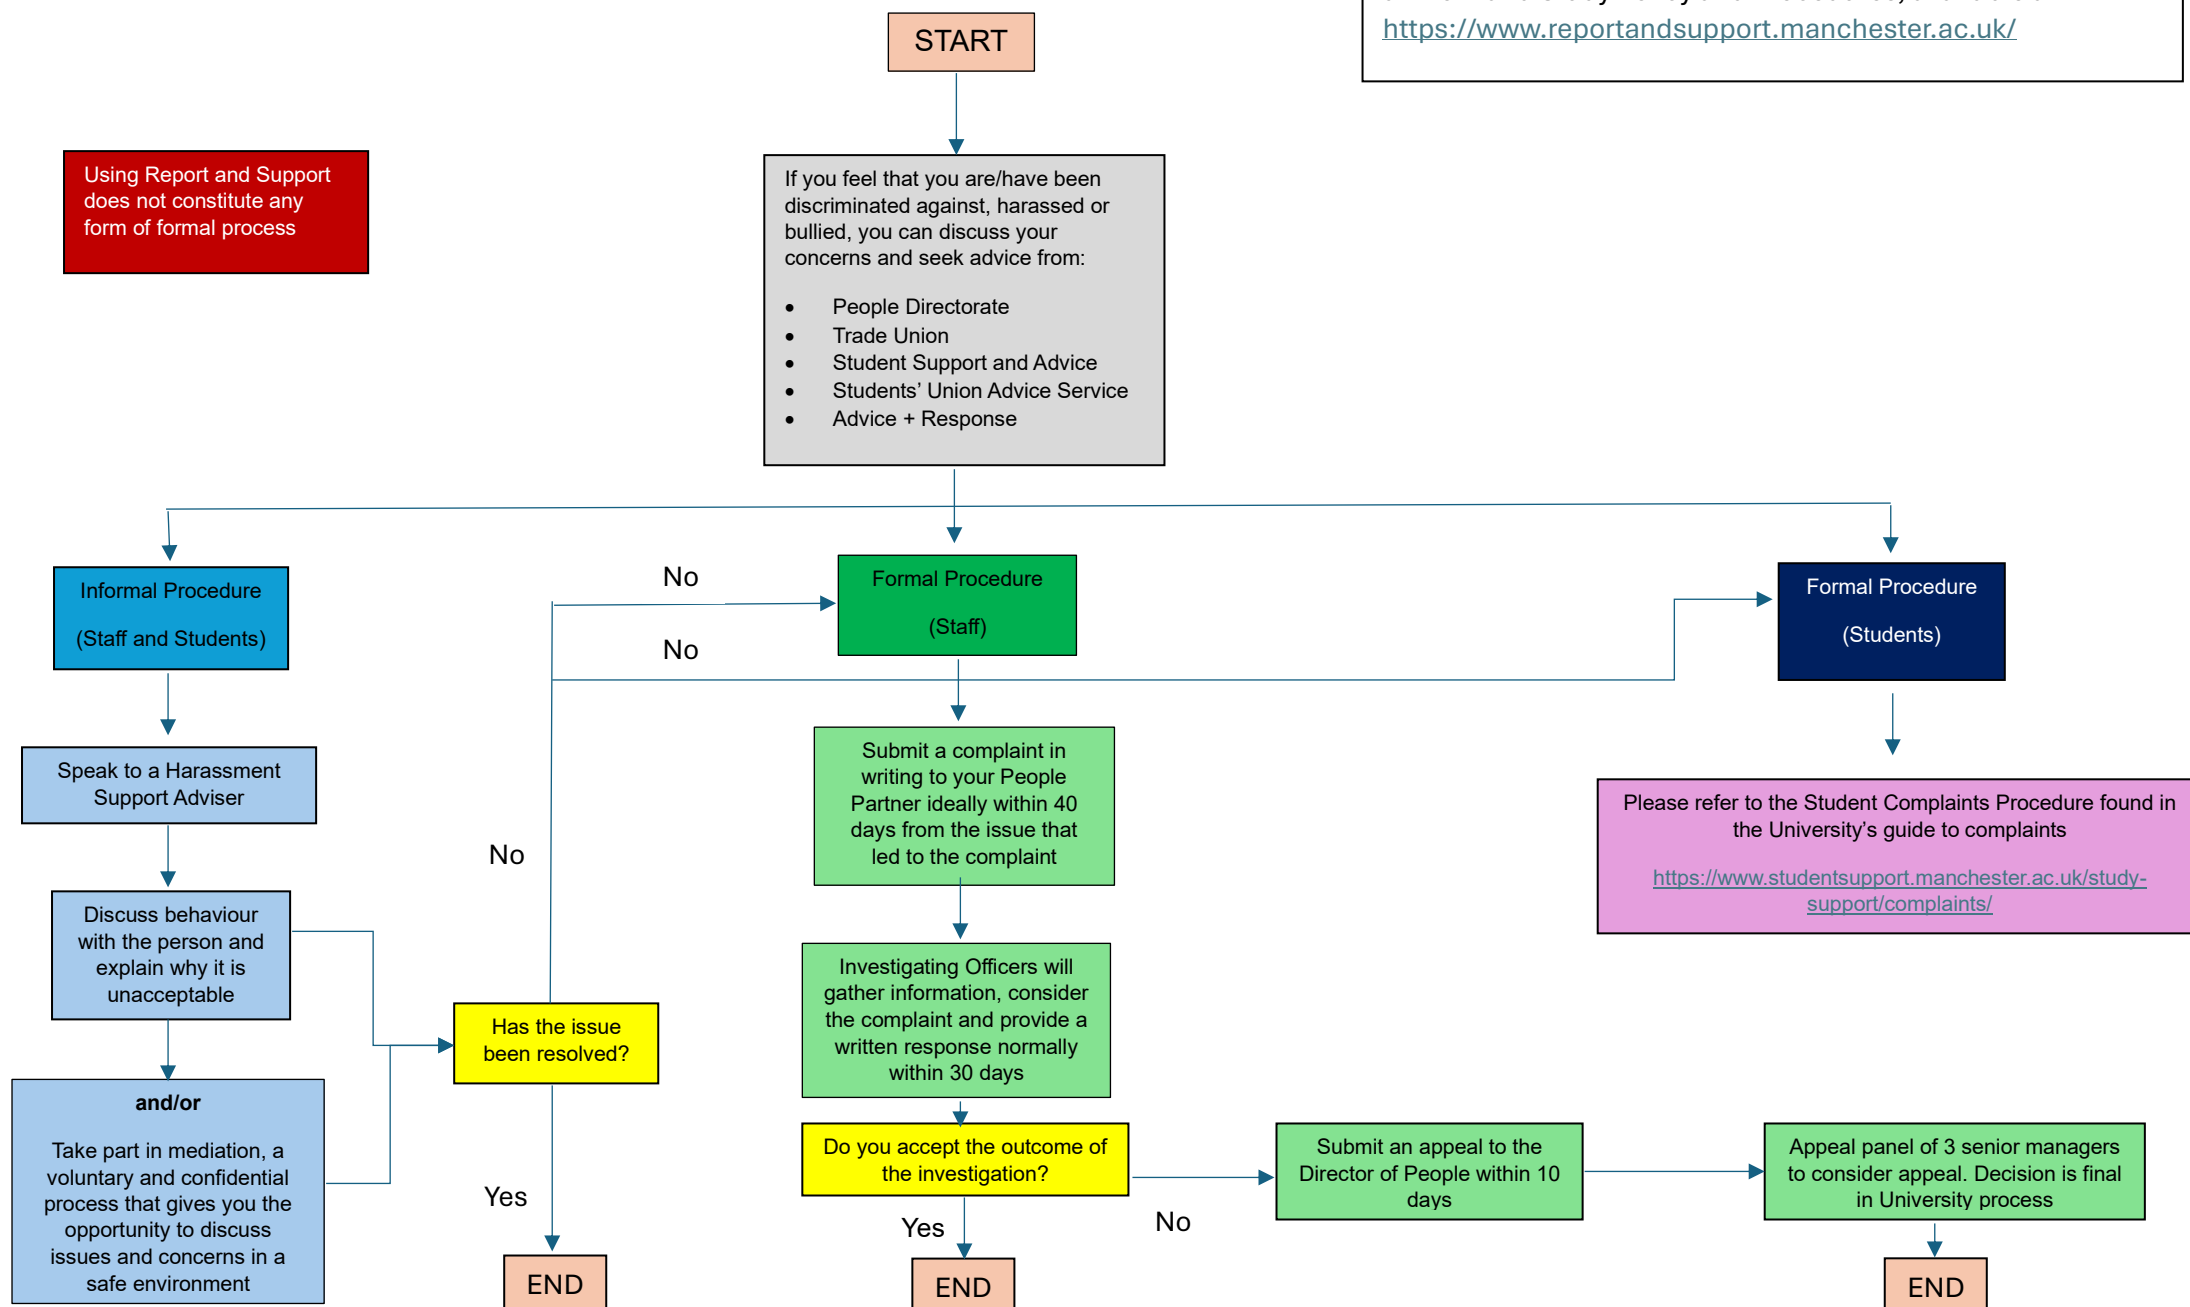 https://www.reportandsupport.manchester.ac.uk/
START
Using Report and Support
does not constitute any
form of formal process
If you feel that you are/have been
discriminated against, harassed or
bullied, you can discuss your
concerns and seek advice from:
• People Directorate
• Trade Union
• Student Support and Advice
• Students’ Union Advice Service
• Advice + Response
Informal Procedure
(Staff and Students)
No
Formal Procedure
(Staff)
No
Formal Procedure
(Students)
Speak to a Harassment
Support Adviser
Discuss behaviour
with the person and
explain why it is
unacceptable
and/or
Take part in mediation, a
voluntary and confidential
process that gives you the
opportunity to discuss
issues and concerns in a
safe environment
No
Has the issue
been resolved?
Yes
END
Submit a complaint in
writing to your People
Partner ideally within 40
days from the issue that
led to the complaint
Investigating Officers will
gather information, consider
the complaint and provide a
written response normally
within 30 days
Do you accept the outcome of
the investigation?
Yes
END
No
Submit an appeal to the
Director of People within 10
days
Appeal panel of 3 senior managers
to consider appeal. Decision is final
in University process
END
Please refer to the Student Complaints Procedure found in
the University’s guide to complaints
https://www.studentsupport.manchester.ac.uk/study-
support/complaints/